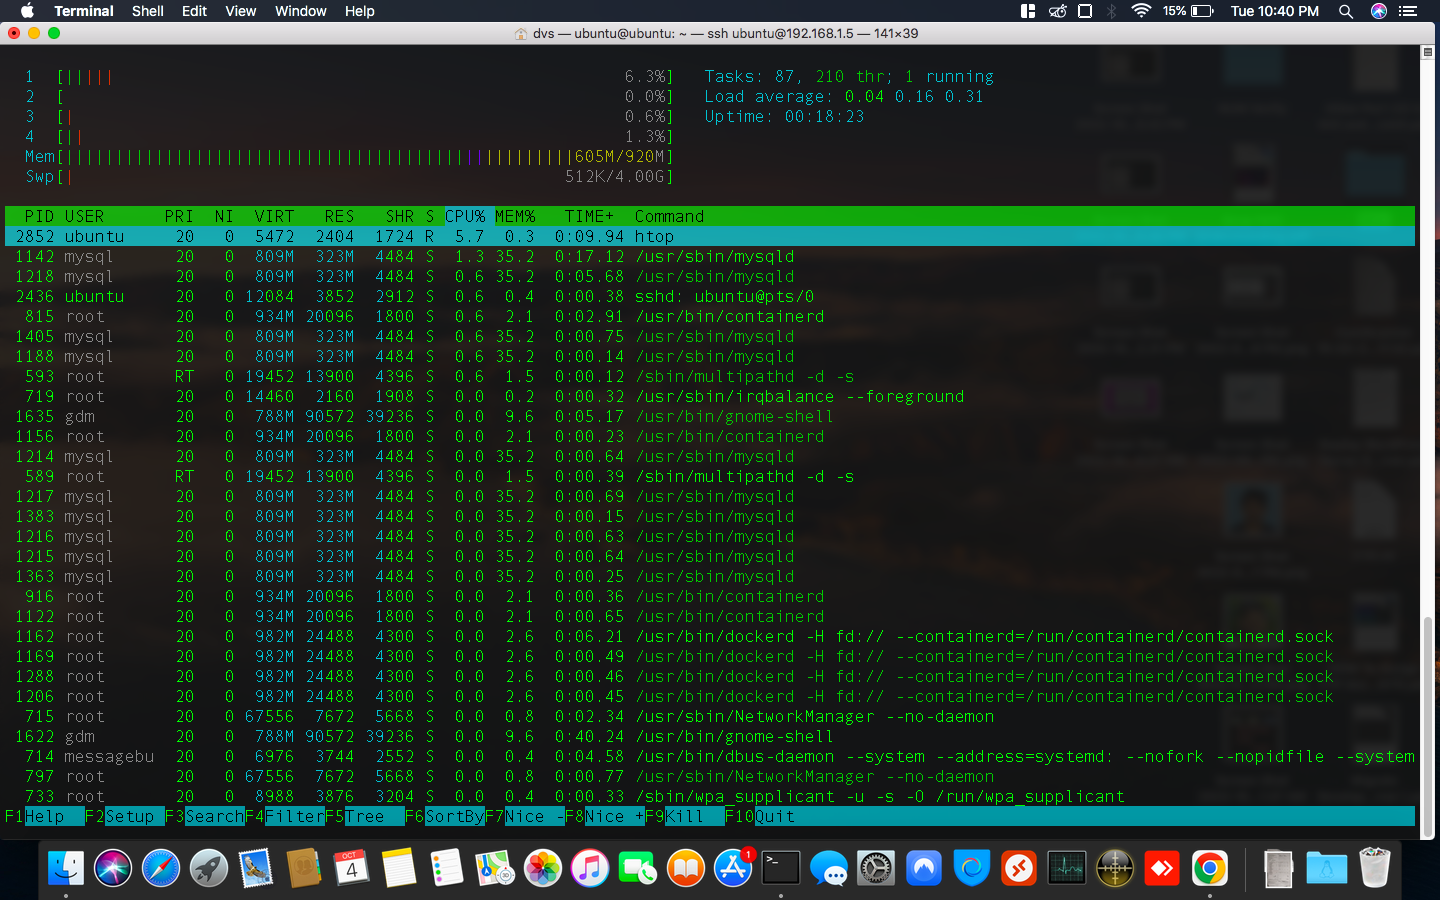 Terminal Shell Edit View Window Help 15% Tue 10:40 PM
dvs — ubuntu@ubuntu: ~ — ssh ubuntu@192.168.1.5 — 141×39
1 [||||| 6.3%] Tasks: 87, 210 thr; 1 running
2 [ 0.0%] Load average: 0.04 0.16 0.31
3 [| 0.6%] Uptime: 00:18:23
4 [|| 1.3%]
Mem[|||||||||||||||||||||||||||||||||||||||||||||||||||605M/920M]
Swp[| 512K/4.00G]
PID USER PRI NI VIRT RES SHR S CPU% MEM% TIME+ Command
2852 ubuntu 20 0 5472 2404 1724 R 5.7 0.3 0:09.94 htop
1142 mysql 20 0 809M 323M 4484 S 1.3 35.2 0:17.12 /usr/sbin/mysqld
1218 mysql 20 0 809M 323M 4484 S 0.6 35.2 0:05.68 /usr/sbin/mysqld
2436 ubuntu 20 0 12084 3852 2912 S 0.6 0.4 0:00.38 sshd: ubuntu@pts/0
815 root 20 0 934M 20096 1800 S 0.6 2.1 0:02.91 /usr/bin/containerd
1405 mysql 20 0 809M 323M 4484 S 0.6 35.2 0:00.75 /usr/sbin/mysqld
1188 mysql 20 0 809M 323M 4484 S 0.6 35.2 0:00.14 /usr/sbin/mysqld
593 root RT 0 19452 13900 4396 S 0.6 1.5 0:00.12 /sbin/multipathd -d -s
719 root 20 0 14460 2160 1908 S 0.0 0.2 0:00.32 /usr/sbin/irqbalance --foreground
1635 gdm 20 0 788M 90572 39236 S 0.0 9.6 0:05.17 /usr/bin/gnome-shell
1156 root 20 0 934M 20096 1800 S 0.0 2.1 0:00.23 /usr/bin/containerd
1214 mysql 20 0 809M 323M 4484 S 0.0 35.2 0:00.64 /usr/sbin/mysqld
589 root RT 0 19452 13900 4396 S 0.0 1.5 0:00.39 /sbin/multipathd -d -s
1217 mysql 20 0 809M 323M 4484 S 0.0 35.2 0:00.69 /usr/sbin/mysqld
1383 mysql 20 0 809M 323M 4484 S 0.0 35.2 0:00.15 /usr/sbin/mysqld
1216 mysql 20 0 809M 323M 4484 S 0.0 35.2 0:00.63 /usr/sbin/mysqld
1215 mysql 20 0 809M 323M 4484 S 0.0 35.2 0:00.64 /usr/sbin/mysqld
1363 mysql 20 0 809M 323M 4484 S 0.0 35.2 0:00.25 /usr/sbin/mysqld
916 root 20 0 934M 20096 1800 S 0.0 2.1 0:00.36 /usr/bin/containerd
1122 root 20 0 934M 20096 1800 S 0.0 2.1 0:00.65 /usr/bin/containerd
1162 root 20 0 982M 24488 4300 S 0.0 2.6 0:06.21 /usr/bin/dockerd -H fd:// --containerd=/run/containerd/containerd.sock
1169 root 20 0 982M 24488 4300 S 0.0 2.6 0:00.49 /usr/bin/dockerd -H fd:// --containerd=/run/containerd/containerd.sock
1288 root 20 0 982M 24488 4300 S 0.0 2.6 0:00.46 /usr/bin/dockerd -H fd:// --containerd=/run/containerd/containerd.sock
1206 root 20 0 982M 24488 4300 S 0.0 2.6 0:00.45 /usr/bin/dockerd -H fd:// --containerd=/run/containerd/containerd.sock
715 root 20 0 67556 7672 5668 S 0.0 0.8 0:02.34 /usr/sbin/NetworkManager --no-daemon
1622 gdm 20 0 788M 90572 39236 S 0.0 9.6 0:40.24 /usr/bin/gnome-shell
714 messagebu 20 0 6976 3744 2552 S 0.0 0.4 0:04.58 /usr/bin/dbus-daemon --system --address=systemd: --nofork --nopidfile --system
797 root 20 0 67556 7672 5668 S 0.0 0.8 0:00.77 /usr/sbin/NetworkManager --no-daemon
733 root 20 0 8988 3876 3204 S 0.0 0.4 0:00.33 /sbin/wpa_supplicant -u -s -O /run/wpa_supplicant
F1Help F2Setup F3SearchF4FilterF5Tree F6SortByF7Nice -F8Nice +F9Kill F10Quit
OCT
4
1